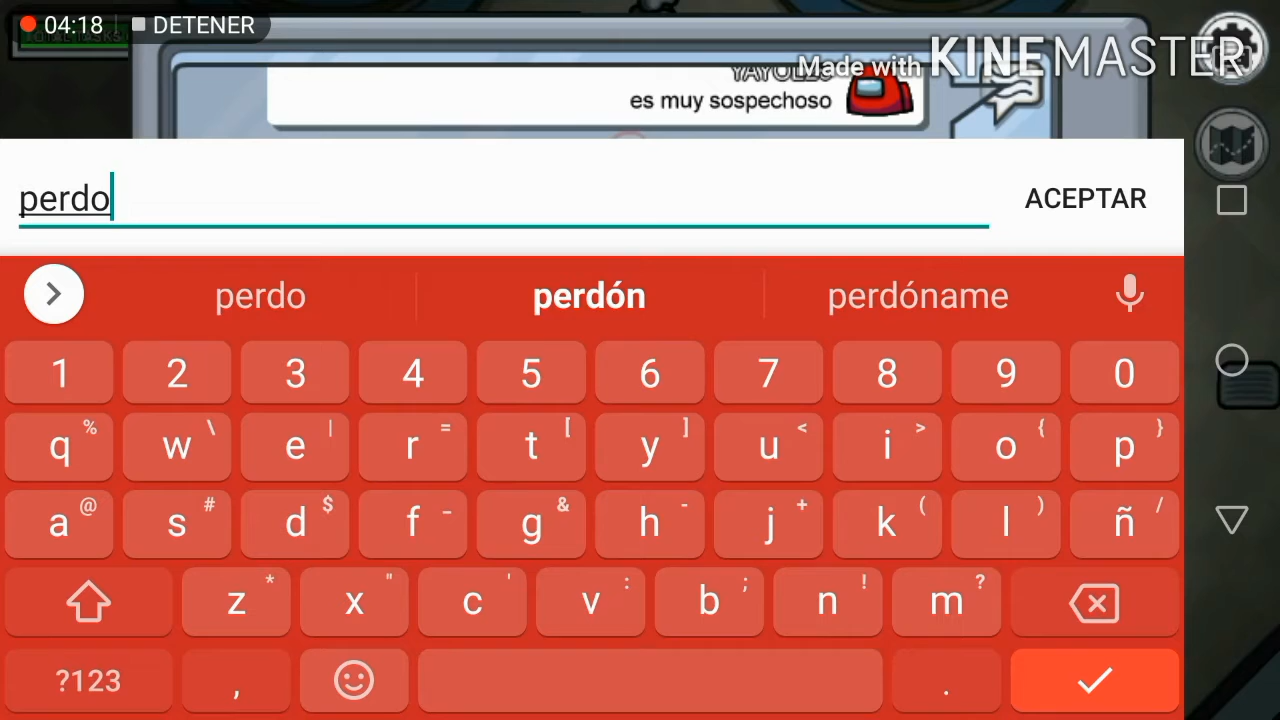 04:18 DETENER
Made with KINEMASTER
es muy sospechoso
perdo
ACEPTAR
perdo perdón perdóname
1 2 3 4 5 6 7 8 9 0
q % w \ e | r = t [ y ] u < i > o { p }
a @ s # d $ f _ g & h - j + k ( l ) ñ /
z * x " c ' v : b ; n ! m ?
?123 , .